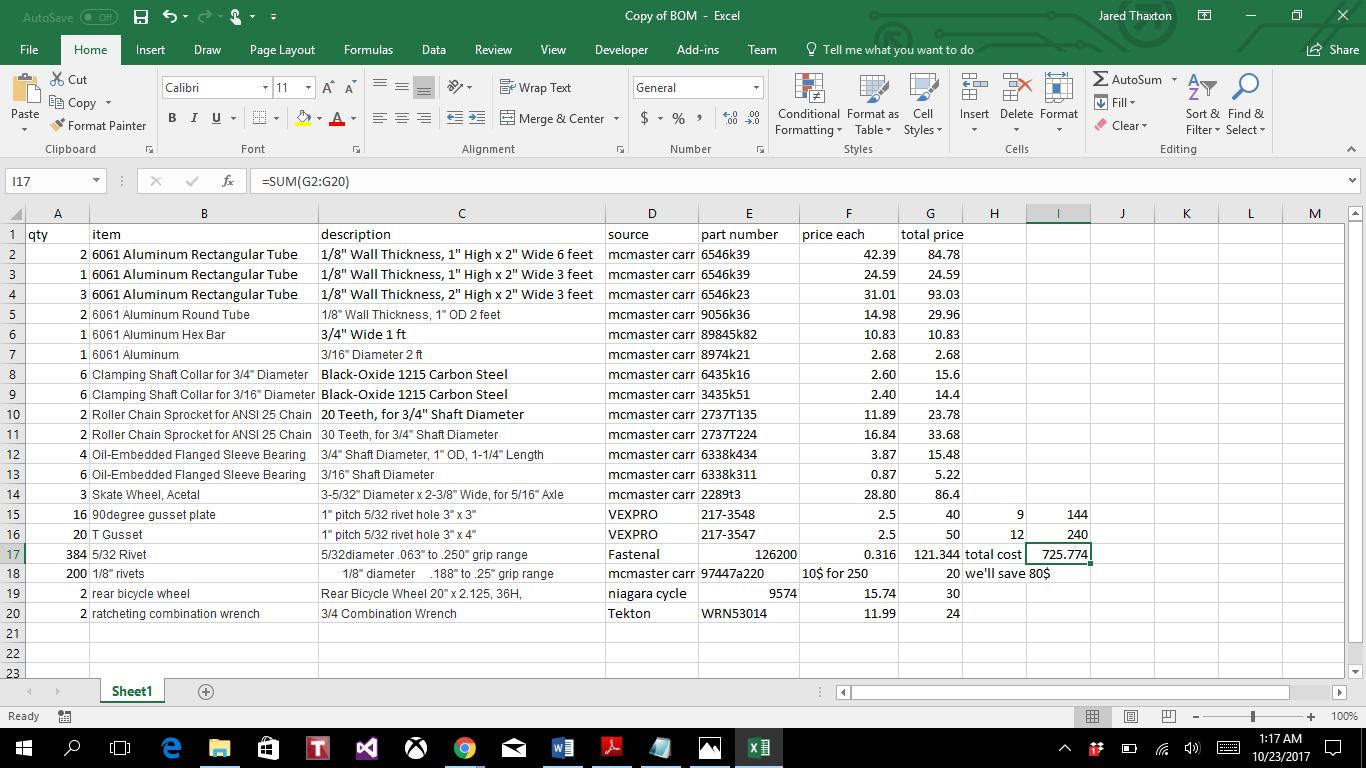 AutoSave Off Copy of BOM - Excel Jared Thaxton
File Home Insert Draw Page Layout Formulas Data Review View Developer Add-ins Team Tell me what you want to do Share
Cut
Copy
Format Painter
Paste
Clipboard
Calibri 11
B I U
Font
Wrap Text
Merge & Center
Alignment
General
$ % ,
Number
Conditional Formatting
Format as Table
Cell Styles
Styles
Insert Delete Format
Cells
AutoSum
Fill
Clear
Sort & Filter
Find & Select
Editing
I17 fx =SUM(G2:G20)
A B C D E F G H I J K L M
1 qty item description source part number price each total price
2 2 6061 Aluminum Rectangular Tube 1/8" Wall Thickness, 1" High x 2" Wide 6 feet mcmaster carr 6546k39 42.39 84.78
3 1 6061 Aluminum Rectangular Tube 1/8" Wall Thickness, 1" High x 2" Wide 3 feet mcmaster carr 6546k39 24.59 24.59
4 3 6061 Aluminum Rectangular Tube 1/8" Wall Thickness, 2" High x 2" Wide 3 feet mcmaster carr 6546k23 31.01 93.03
5 2 6061 Aluminum Round Tube 1/8" Wall Thickness, 1" OD 2 feet mcmaster carr 9056k36 14.98 29.96
6 1 6061 Aluminum Hex Bar 3/4" Wide 1 ft mcmaster carr 89845k82 10.83 10.83
7 1 6061 Aluminum 3/16" Diameter 2 ft mcmaster carr 8974k21 2.68 2.68
8 6 Clamping Shaft Collar for 3/4" Diameter Black-Oxide 1215 Carbon Steel mcmaster carr 6435k16 2.60 15.6
9 6 Clamping Shaft Collar for 3/16" Diameter Black-Oxide 1215 Carbon Steel mcmaster carr 3435k51 2.40 14.4
10 2 Roller Chain Sprocket for ANSI 25 Chain 20 Teeth, for 3/4" Shaft Diameter mcmaster carr 2737T135 11.89 23.78
11 2 Roller Chain Sprocket for ANSI 25 Chain 30 Teeth, for 3/4" Shaft Diameter mcmaster carr 2737T224 16.84 33.68
12 4 Oil-Embedded Flanged Sleeve Bearing 3/4" Shaft Diameter, 1" OD, 1-1/4" Length mcmaster carr 6338k434 3.87 15.48
13 6 Oil-Embedded Flanged Sleeve Bearing 3/16" Shaft Diameter mcmaster carr 6338k311 0.87 5.22
14 3 Skate Wheel, Acetal 3-5/32" Diameter x 2-3/8" Wide, for 5/16" Axle mcmaster carr 2289t3 28.80 86.4
15 16 90degree gusset plate 1" pitch 5/32 rivet hole 3" x 3" VEXPRO 217-3548 2.5 40 9 144
16 20 T Gusset 1" pitch 5/32 rivet hole 3" x 4" VEXPRO 217-3547 2.5 50 12 240
17 384 5/32 Rivet 5/32diameter .063" to .250" grip range Fastenal 126200 0.316 121.344 total cost 725.774
18 200 1/8" rivets 1/8" diameter .188" to .25" grip range mcmaster carr 97447a220 10$ for 250 20 we'll save 80$
19 2 rear bicycle wheel Rear Bicycle Wheel 20" x 2.125, 36H, niagara cycle 9574 15.74 30
20 2 ratcheting combination wrench 3/4 Combination Wrench Tekton WRN53014 11.99 24
21
22
23
Sheet1
Ready 100%
1:17 AM
10/23/2017